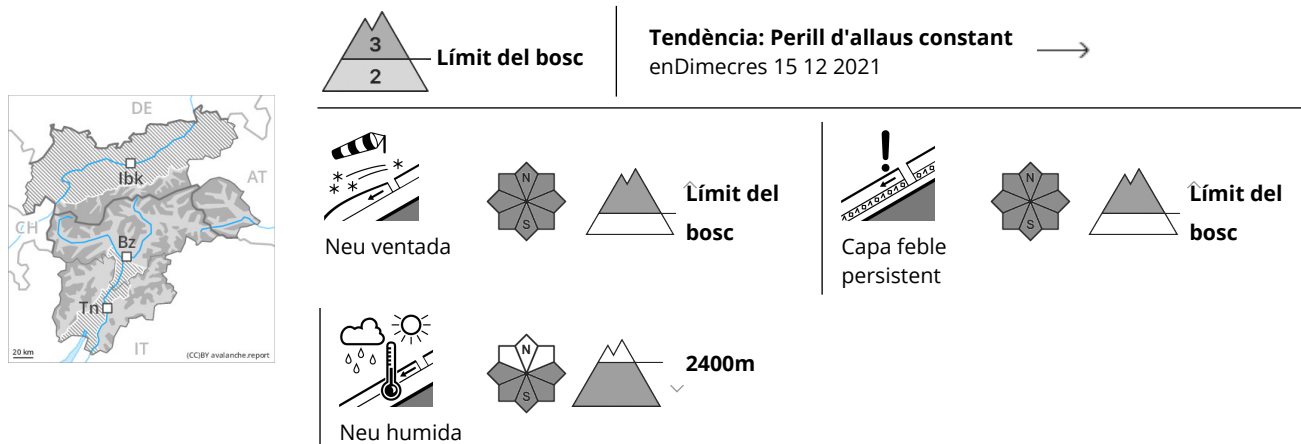 3
2
Límit del bosc
Tendència: Perill d'allaus constant
enDimecres 15 12 2021
DE
Ibk
AT
CH
Bz
Tn
IT
20 km
(CC)BY avalanche.report
N
S
Límit del
bosc
Neu ventada
N
S
Límit del
bosc
Capa feble
persistent
N
S
2400m
Neu humida